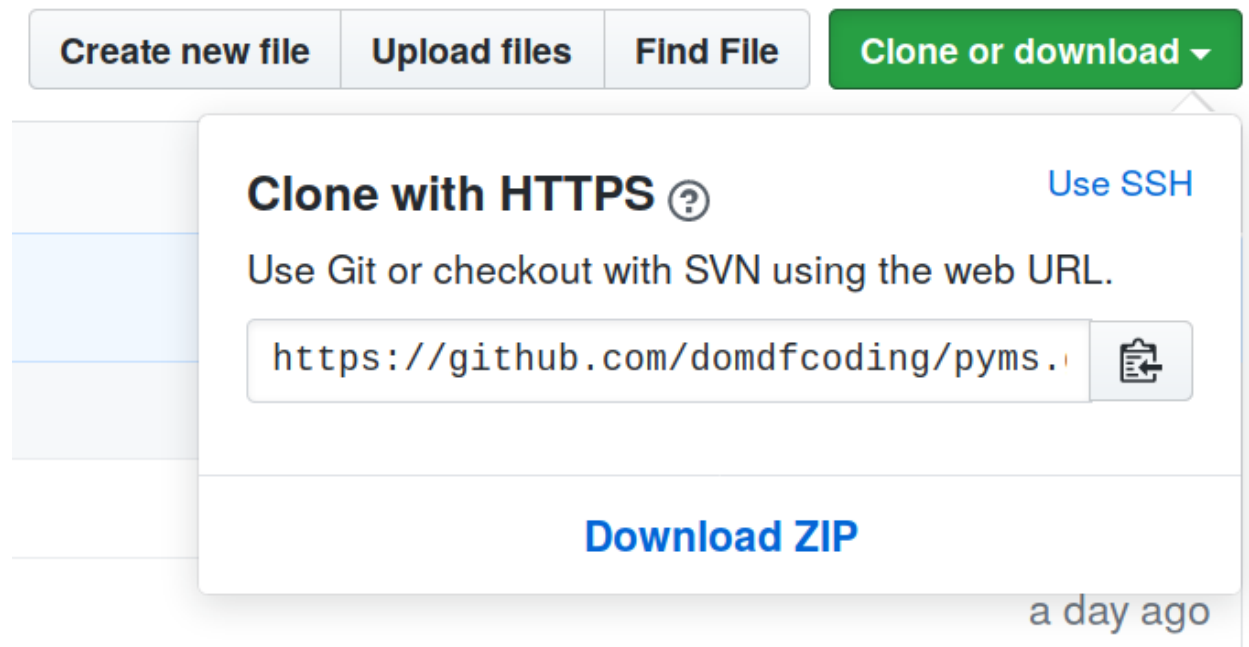 Create new file Upload files Find File Clone or download
Clone with HTTPS ? Use SSH
Use Git or checkout with SVN using the web URL.
https://github.com/domdfcoding/pyms.
Download ZIP
a day ago